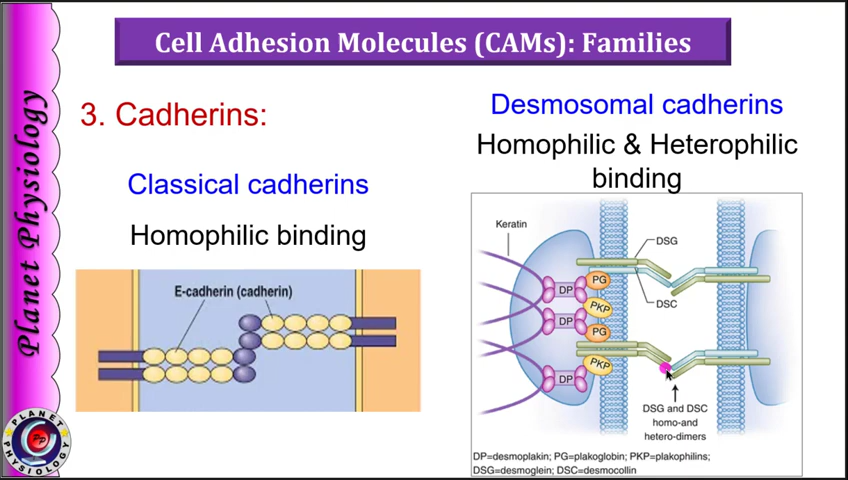 Cell Adhesion Molecules (CAMs): Families
Planet Physiology
3. Cadherins:
Classical cadherins
Homophilic binding
E-cadherin (cadherin)
Desmosomal cadherins
Homophilic & Heterophilic
binding
Keratin
DSG
PG
DP
DSC
PKP
DP
PG
PKP
DP
DSG and DSC
homo-and
hetero-dimers
DP=desmoplakin; PG=plakoglobin; PKP=plakophilins;
DSG=desmoglein; DSC=desmocollin
PLANET
PP
PHYSIOLOGY